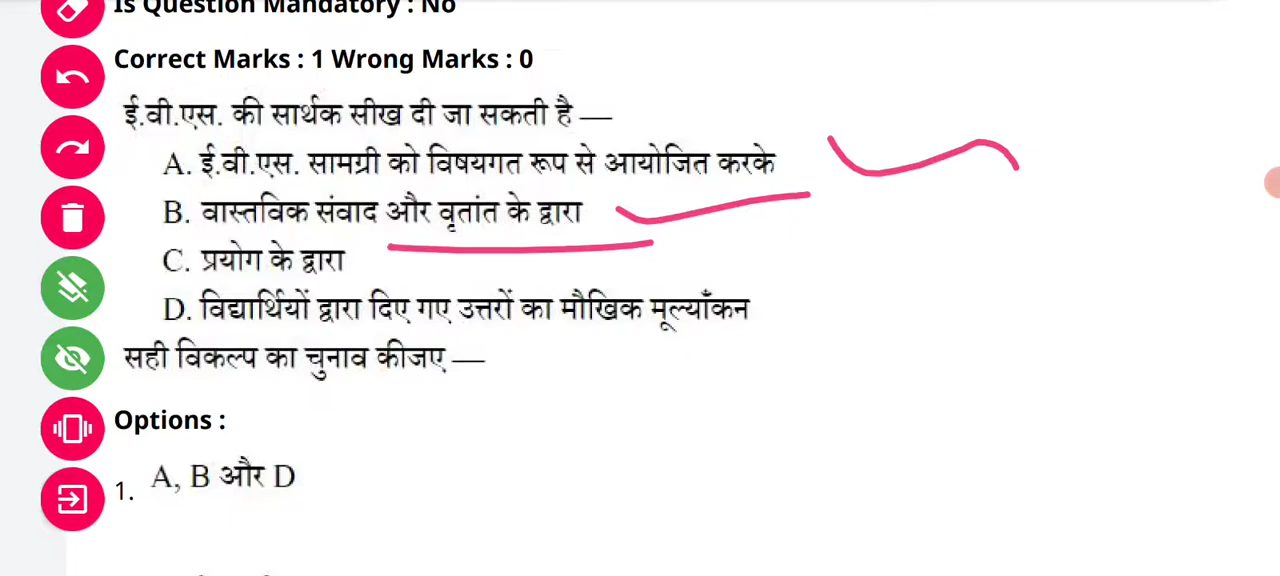 Is Question Mandatory : No
Correct Marks : 1 Wrong Marks : 0
ई.वी.एस. की सार्थक सीख दी जा सकती है —
A. ई.वी.एस. सामग्री को विषयगत रूप से आयोजित करके
B. वास्तविक संवाद और वृतांत के द्वारा
C. प्रयोग के द्वारा
D. विद्यार्थियों द्वारा दिए गए उत्तरों का मौखिक मूल्याँकन
सही विकल्प का चुनाव कीजए —
Options :
1. A, B और D